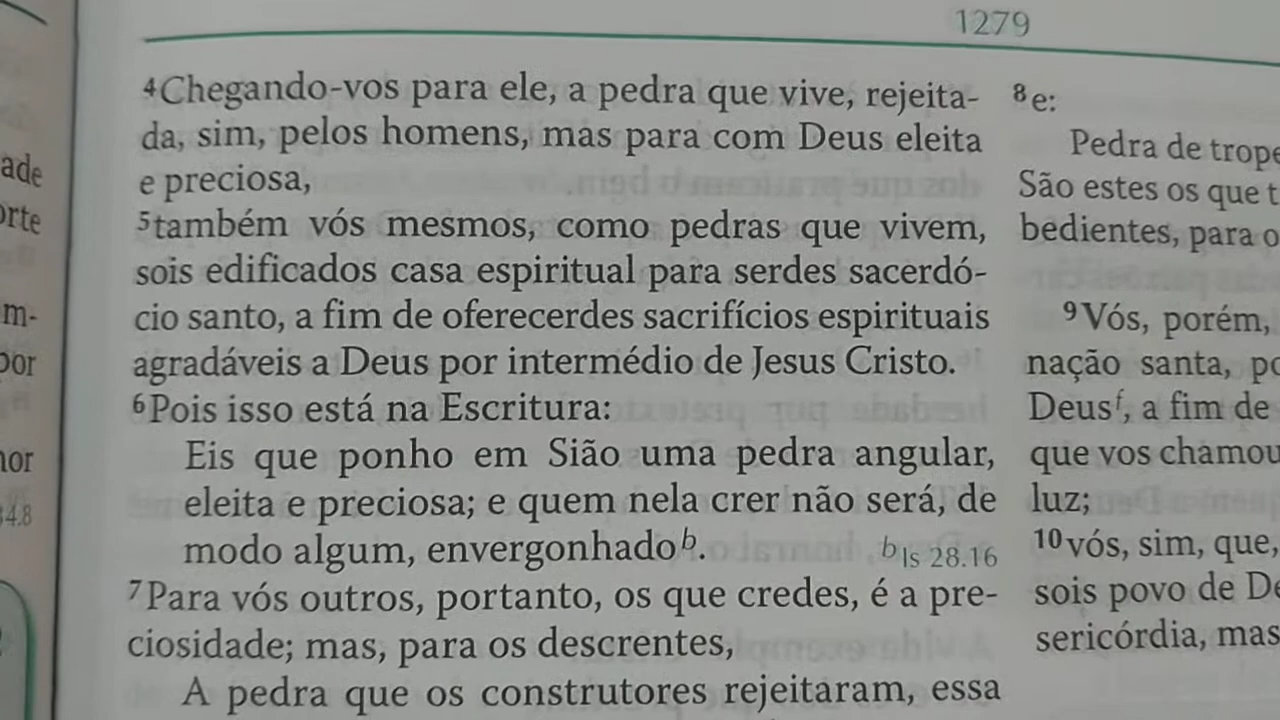 1279
ade
orte
m-
por
nor
34.8
4Chegando-vos para ele, a pedra que vive, rejeita-
da, sim, pelos homens, mas para com Deus eleita
e preciosa,
5também vós mesmos, como pedras que vivem,
sois edificados casa espiritual para serdes sacerdó-
cio santo, a fim de oferecerdes sacrifícios espirituais
agradáveis a Deus por intermédio de Jesus Cristo.
6Pois isso está na Escritura:
Eis que ponho em Sião uma pedra angular,
eleita e preciosa; e quem nela crer não será, de
modo algum, envergonhado b.
b Is 28.16
7Para vós outros, portanto, os que credes, é a pre-
ciosidade; mas, para os descrentes,
A pedra que os construtores rejeitaram, essa
8e:
Pedra de trope
São estes os que t
bedientes, para o
9Vós, porém,
nação santa, po
Deus f, a fim de
que vos chamou
luz;
10vós, sim, que,
sois povo de De
sericórdia, mas